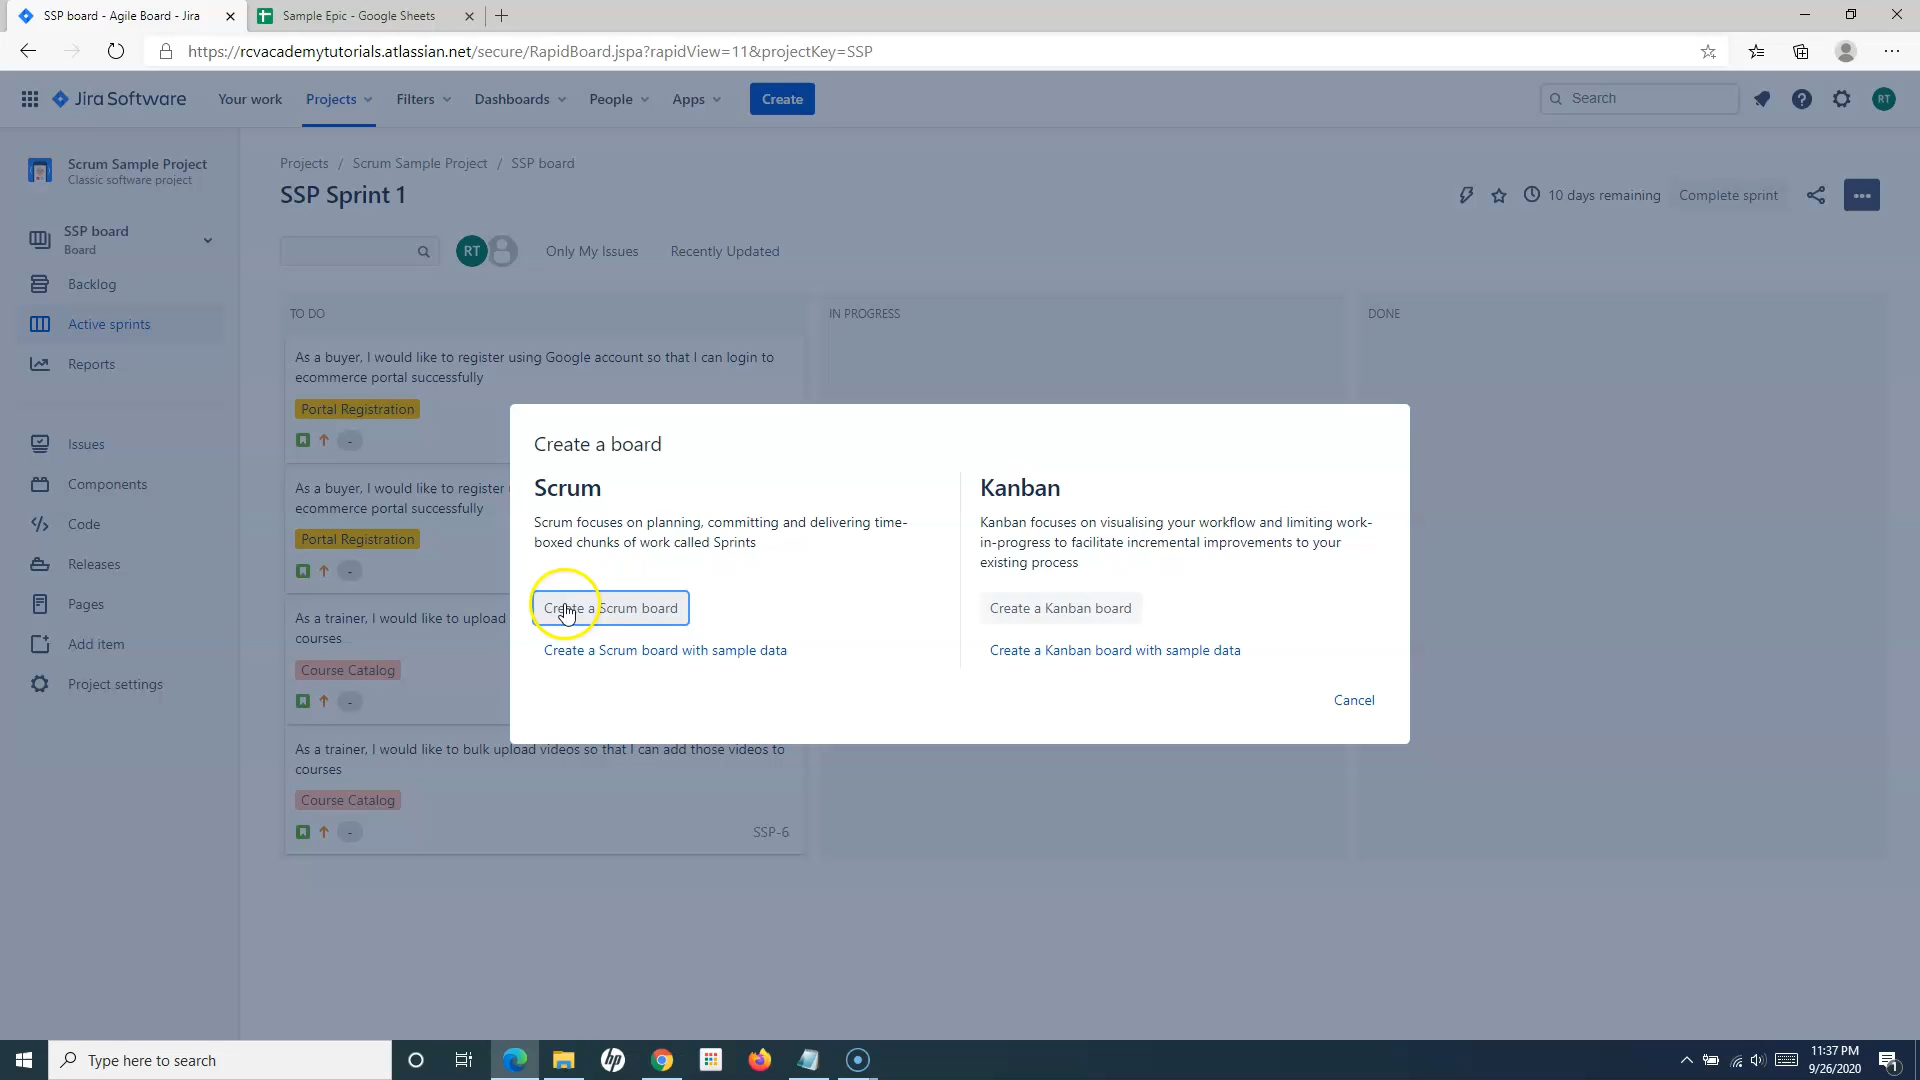 SSP board - Agile Board - Jira
Sample Epic - Google Sheets
https://rcvacademytutorials.atlassian.net/secure/RapidBoard.jspa?rapidView=11&projectKey=SSP
Jira Software
Your work
Projects
Filters
Dashboards
People
Apps
Create
Search
RT
Scrum Sample Project
Classic software project
SSP board
Board
Backlog
Active sprints
Reports
Issues
Components
Code
Releases
Pages
Add item
Project settings
Projects / Scrum Sample Project / SSP board
SSP Sprint 1
10 days remaining
Complete sprint
RT
Only My Issues
Recently Updated
TO DO
IN PROGRESS
DONE
As a buyer, I would like to register using Google account so that I can login to
ecommerce portal successfully
Portal Registration
-
As a buyer, I would like to register
ecommerce portal successfully
Portal Registration
-
As a trainer, I would like to upload
courses
Course Catalog
-
As a trainer, I would like to bulk upload videos so that I can add those videos to
courses
Course Catalog
-
SSP-6
Create a board
Scrum
Scrum focuses on planning, committing and delivering time-
boxed chunks of work called Sprints
Create a Scrum board
Create a Scrum board with sample data
Kanban
Kanban focuses on visualising your workflow and limiting work-
in-progress to facilitate incremental improvements to your
existing process
Create a Kanban board
Create a Kanban board with sample data
Cancel
Type here to search
hp
11:37 PM
9/26/2020
1